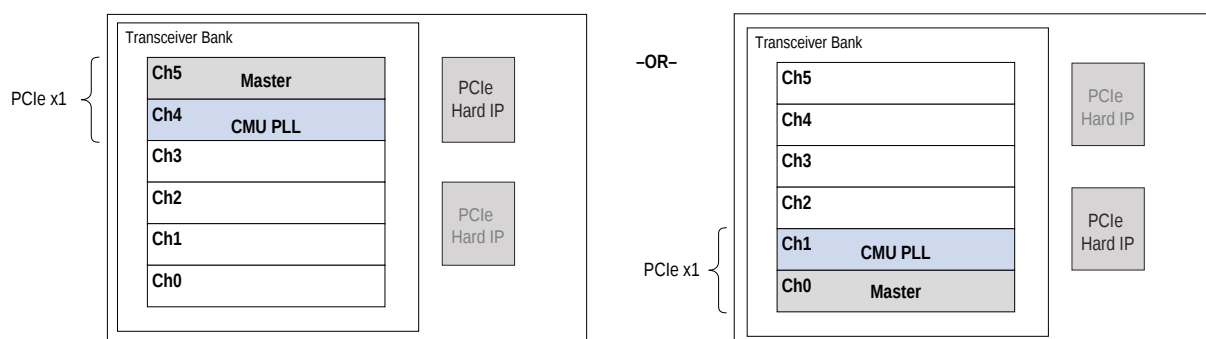 Transceiver Bank
PCIe x1
Ch5 Master
Ch4 CMU PLL
Ch3
Ch2
Ch1
Ch0
PCIe
Hard IP
PCIe
Hard IP
–OR–
Transceiver Bank
Ch5
Ch4
Ch3
Ch2
PCIe x1
Ch1 CMU PLL
Ch0 Master
PCIe
Hard IP
PCIe
Hard IP